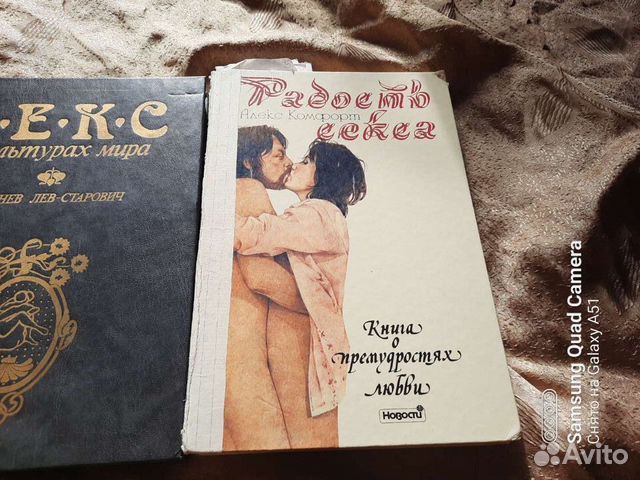 Е•К•С
льтурах мира
НЕВ ЛЕВ-СТАРОВИЧ
Радость
Алекс Комфорт
секса
Книга
о
премудростях
любви
Новости
Samsung Quad Camera
Снято на Galaxy A51
Avito